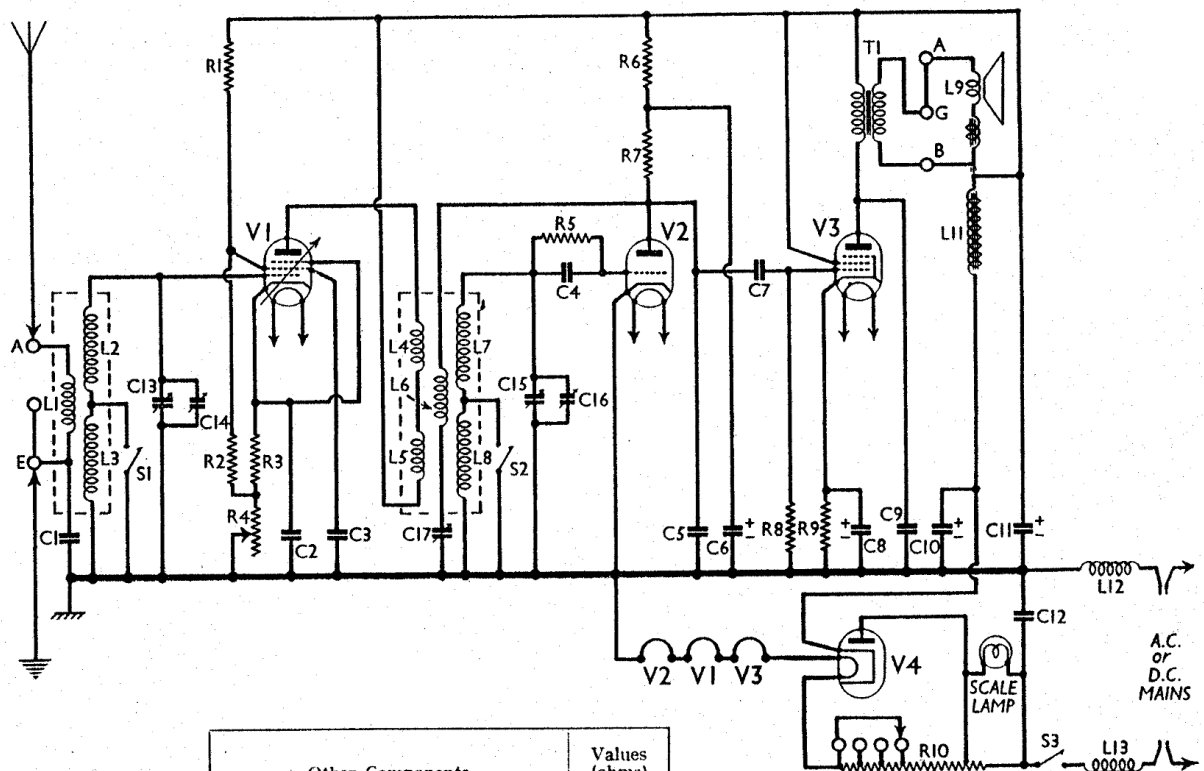 R1
R6
T1
A
L9
G
R7
B
V1
R5
V2
V3
L11
C4
C7
L2
A
L4
L7
C13
C15
L6
C16
L1
C14
L3
S1
R2
R3
L5
L8
S2
E
R4
C1
C2
C3
C17
C5
C6
R8
R9
C8
C9
C10
C11
L12
C12
V2
V1
V3
V4
SCALE
LAMP
A.C.
or
D.C.
MAINS
R10
S3
L13
Other Components
Values
(ohms)